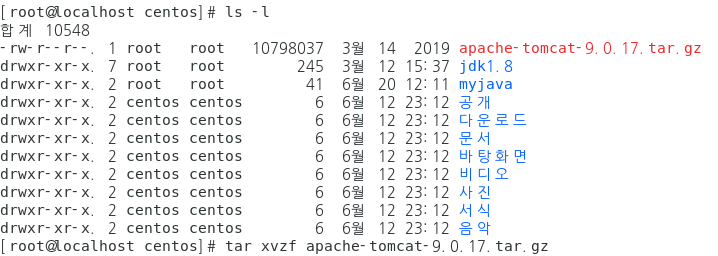 [root@localhost centos]# ls -l
합계 10548
-rw-r--r--. 1 root   root   10798037  3월 14  2019 apache-tomcat-9.0.17.tar.gz
drwxr-xr-x. 7 root   root        245  3월 12 15:37 jdk1.8
drwxr-xr-x. 2 root   root         41  6월 20 12:11 myjava
drwxr-xr-x. 2 centos centos        6  6월 12 23:12 공개
drwxr-xr-x. 2 centos centos        6  6월 12 23:12 다운로드
drwxr-xr-x. 2 centos centos        6  6월 12 23:12 문서
drwxr-xr-x. 2 centos centos        6  6월 12 23:12 바탕화면
drwxr-xr-x. 2 centos centos        6  6월 12 23:12 비디오
drwxr-xr-x. 2 centos centos        6  6월 12 23:12 사진
drwxr-xr-x. 2 centos centos        6  6월 12 23:12 서식
drwxr-xr-x. 2 centos centos        6  6월 12 23:12 음악
[root@localhost centos]# tar xvzf apache-tomcat-9.0.17.tar.gz